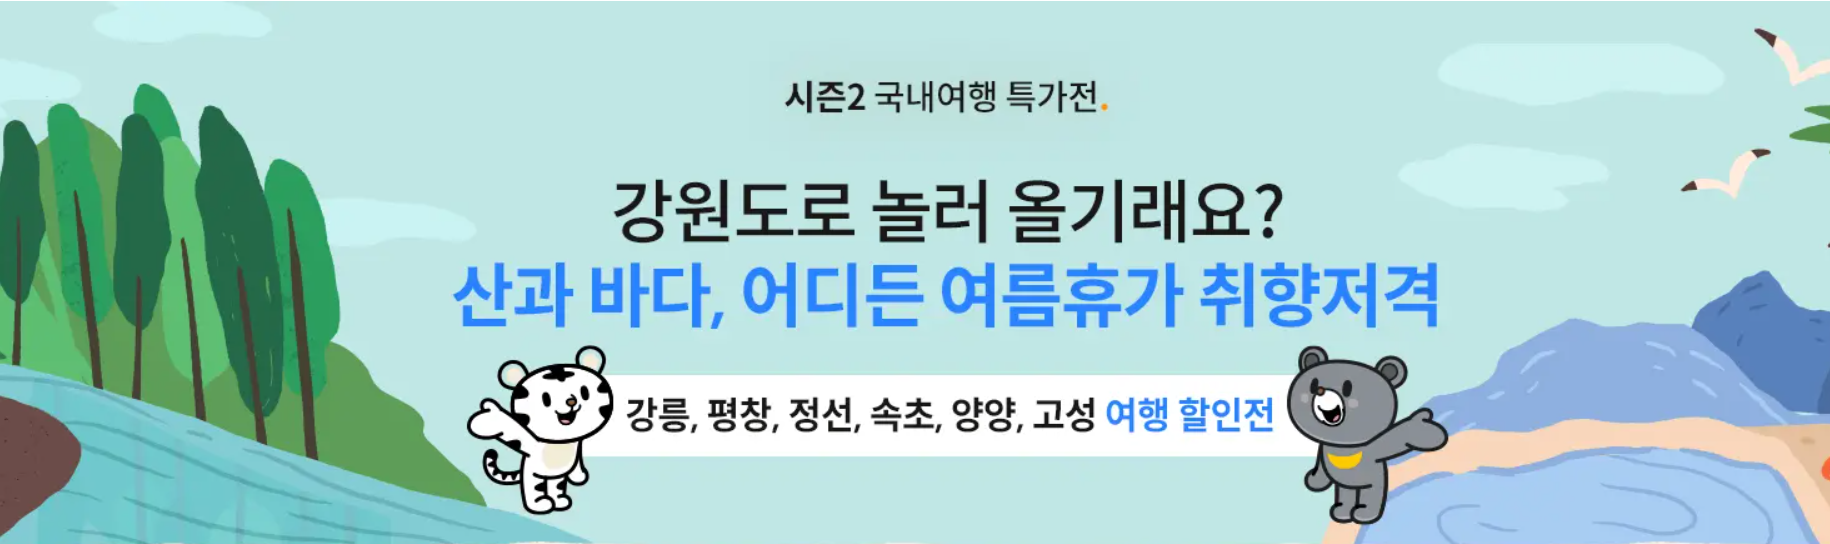 시즌2 국내여행 특가전.
강원도로 놀러 올기래요?
산과 바다, 어디든 여름휴가 취향저격
강릉, 평창, 정선, 속초, 양양, 고성 여행 할인전